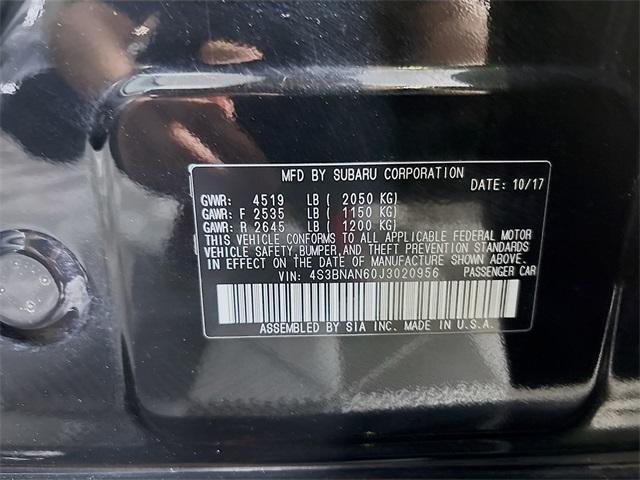 MFD BY SUBARU CORPORATION
DATE: 10/17
GVWR: 4519 LB ( 2050 KG)
GAWR: F 2535 LB ( 1150 KG)
GAWR: R 2645 LB ( 1200 KG)
THIS VEHICLE CONFORMS TO ALL APPLICABLE FEDERAL MOTOR
VEHICLE SAFETY, BUMPER, AND THEFT PREVENTION STANDARDS
IN EFFECT ON THE DATE OF MANUFACTURE SHOWN ABOVE.
VIN: 4S3BNAN60J3020956 PASSENGER CAR
ASSEMBLED BY SIA INC. MADE IN U.S.A.